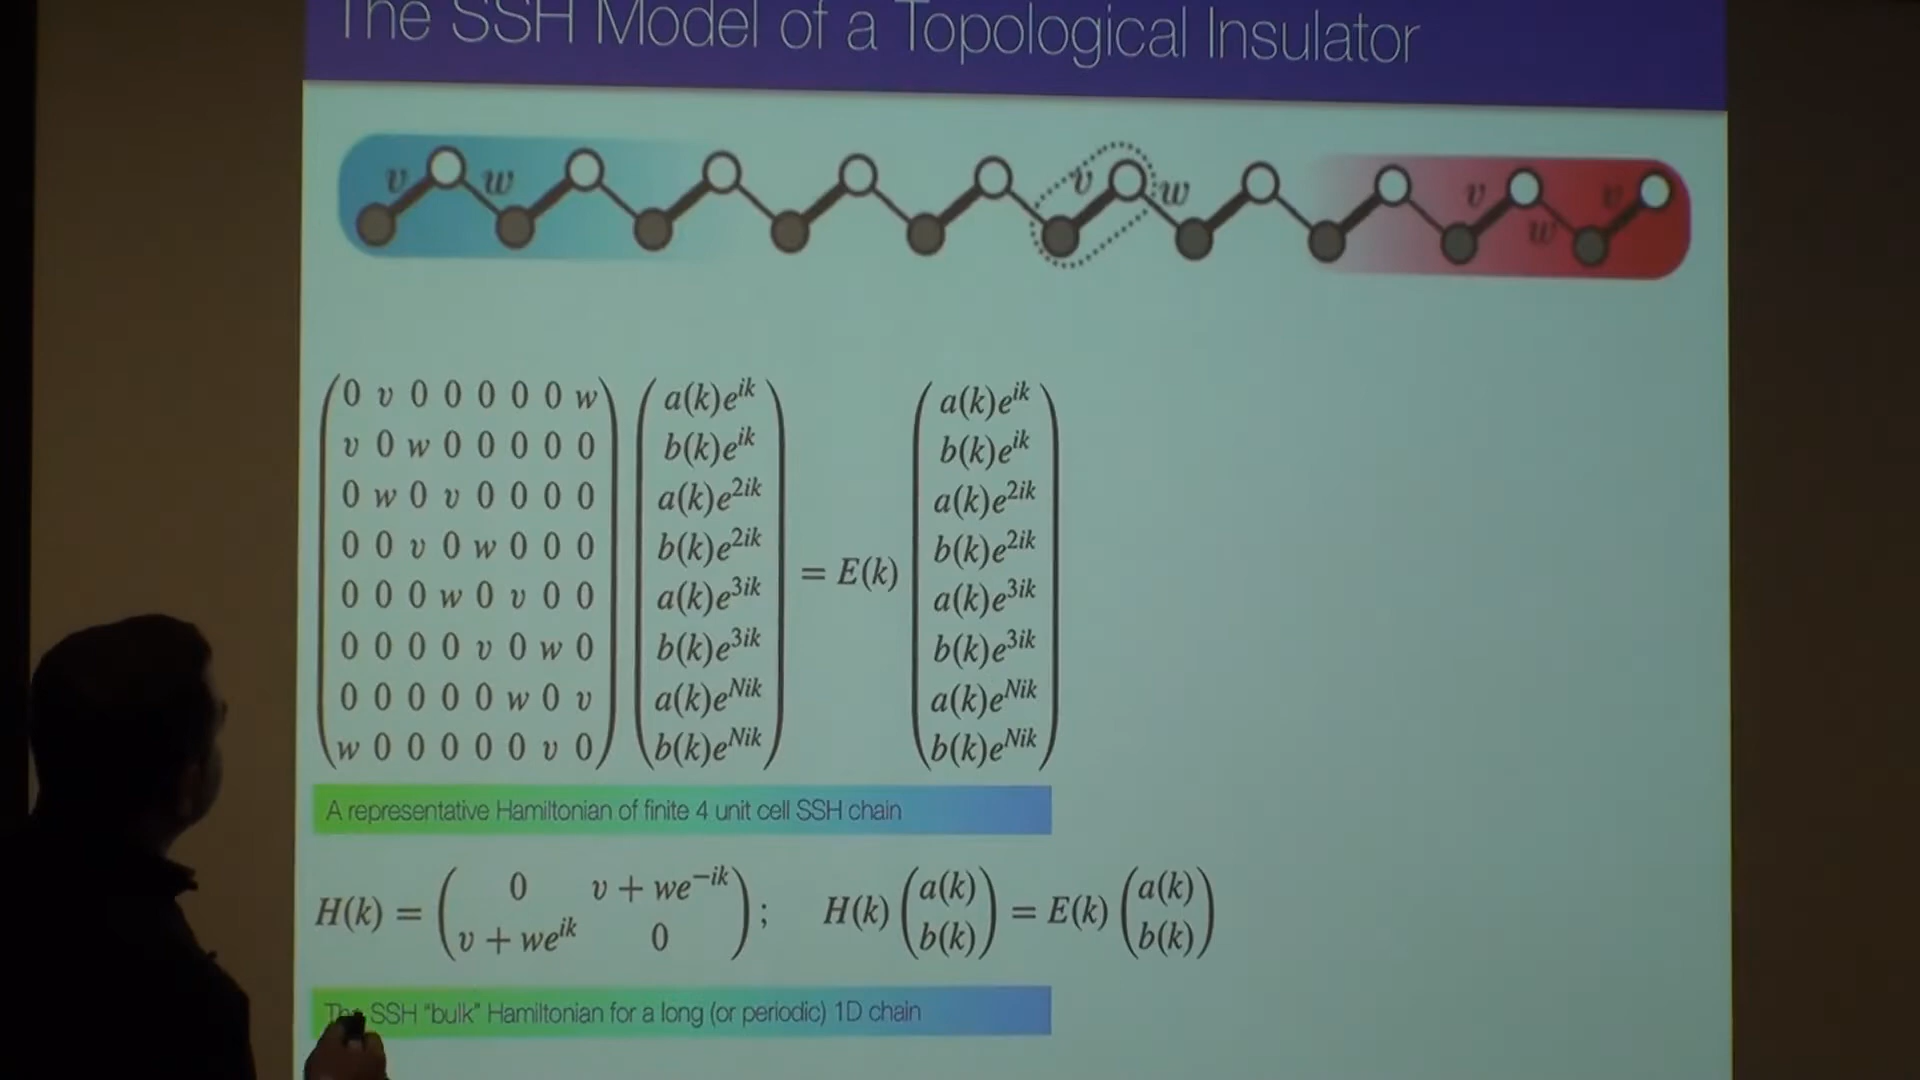 The SSH Model of a Topological Insulator
v w v w v w v
0 v 0 0 0 0 0 w
v 0 w 0 0 0 0 0
0 w 0 v 0 0 0 0
0 0 v 0 w 0 0 0
0 0 0 w 0 v 0 0
0 0 0 0 v 0 w 0
0 0 0 0 0 w 0 v
w 0 0 0 0 0 v 0
a(k)e^{ik}
b(k)e^{ik}
a(k)e^{2ik}
b(k)e^{2ik}
a(k)e^{3ik}
b(k)e^{3ik}
a(k)e^{Nik}
b(k)e^{Nik}
= E(k)
a(k)e^{ik}
b(k)e^{ik}
a(k)e^{2ik}
b(k)e^{2ik}
a(k)e^{3ik}
b(k)e^{3ik}
a(k)e^{Nik}
b(k)e^{Nik}
A representative Hamiltonian of finite 4 unit cell SSH chain
H(k) = ( 0 v + we^{-ik} ; v + we^{ik} 0 ) ; H(k) ( a(k) b(k) ) = E(k) ( a(k) b(k) )
The SSH "bulk" Hamiltonian for a long (or periodic) 1D chain